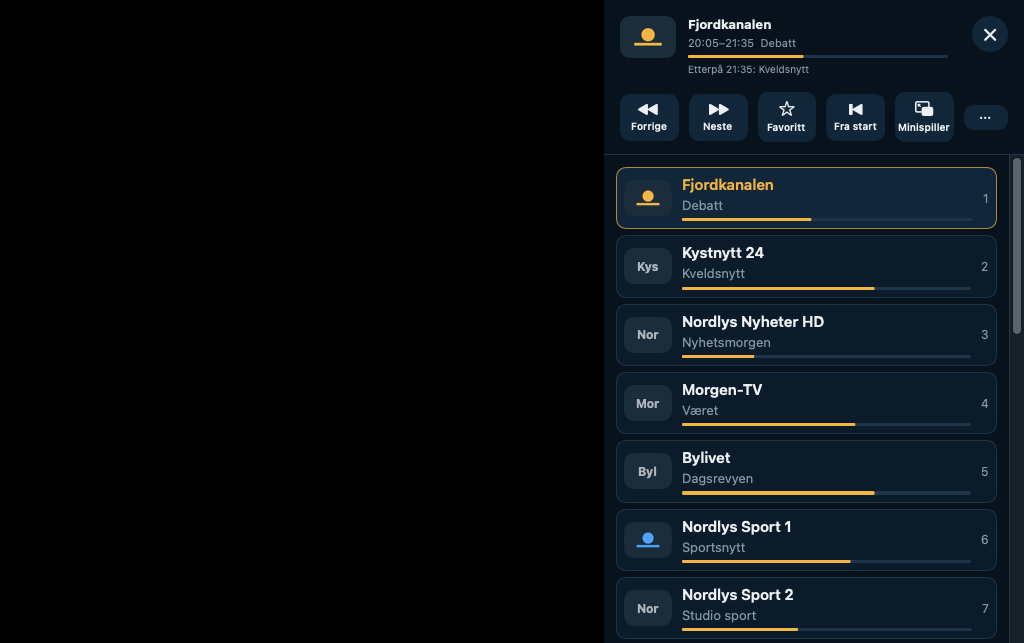 Fjordkanalen
20:05–21:35 Debatt
Etterpå 21:35: Kveldsnytt
Forrige
Neste
Favoritt
Fra start
Minispiller
...
Fjordkanalen
Debatt
1
Kys
Kystnytt 24
Kveldsnytt
2
Nor
Nordlys Nyheter HD
Nyhetsmorgen
3
Mor
Morgen-TV
Været
4
Byl
Bylivet
Dagsrevyen
5
Nordlys Sport 1
Sportsnytt
6
Nor
Nordlys Sport 2
Studio sport
7